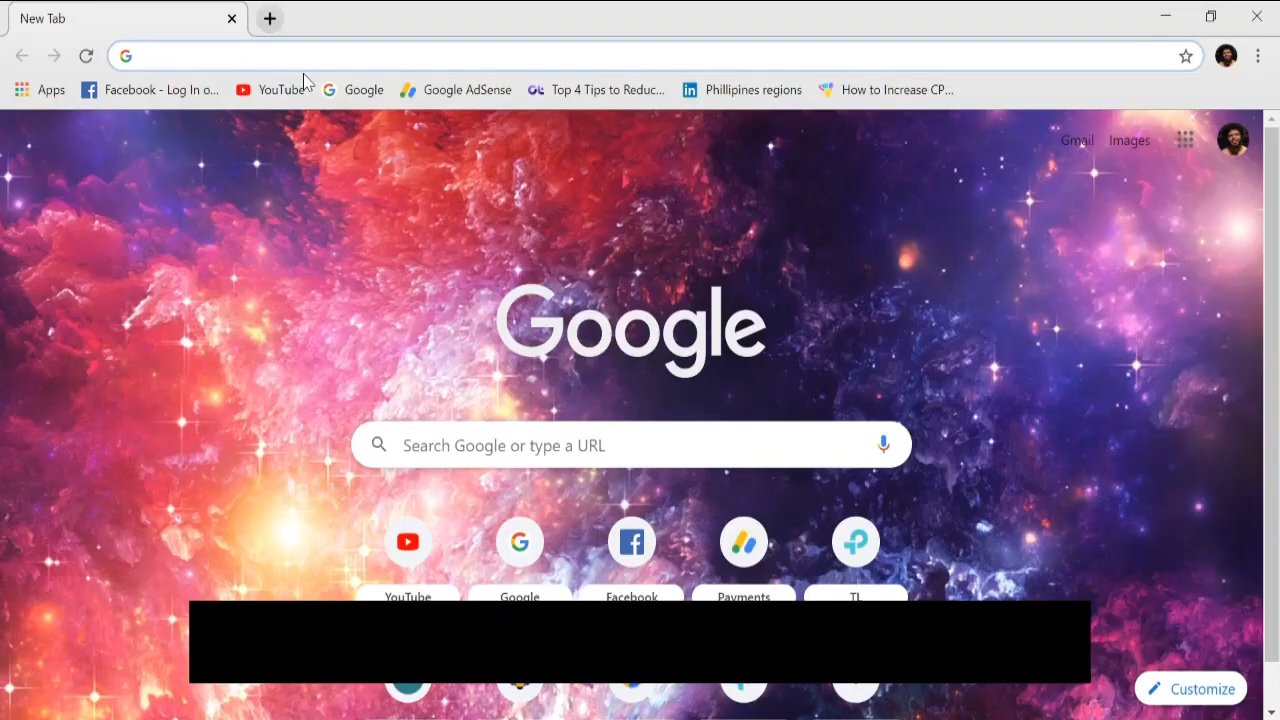 New Tab
Apps
Facebook - Log In o...
YouTube
Google
Google AdSense
Top 4 Tips to Reduc...
Phillipines regions
How to Increase CP...
Gmail
Images
Google
Search Google or type a URL
YouTube
Google
Facebook
Payments
TL
Customize